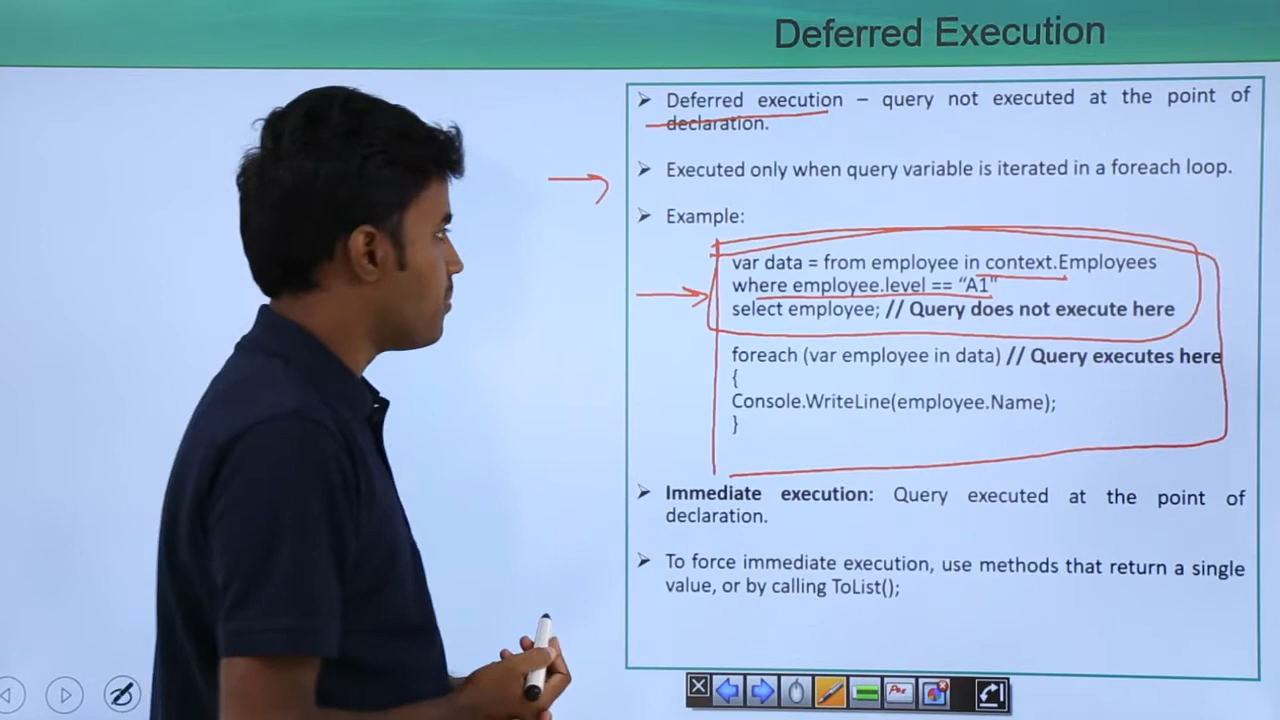 Deferred Execution
➢ Deferred execution – query not executed at the point of
declaration.
➢ Executed only when query variable is iterated in a foreach loop.
➢ Example:
var data = from employee in context.Employees
where employee.level == “A1”
select employee; // Query does not execute here
foreach (var employee in data) // Query executes here
{
Console.WriteLine(employee.Name);
}
➢ Immediate execution: Query executed at the point of
declaration.
➢ To force immediate execution, use methods that return a single
value, or by calling ToList();